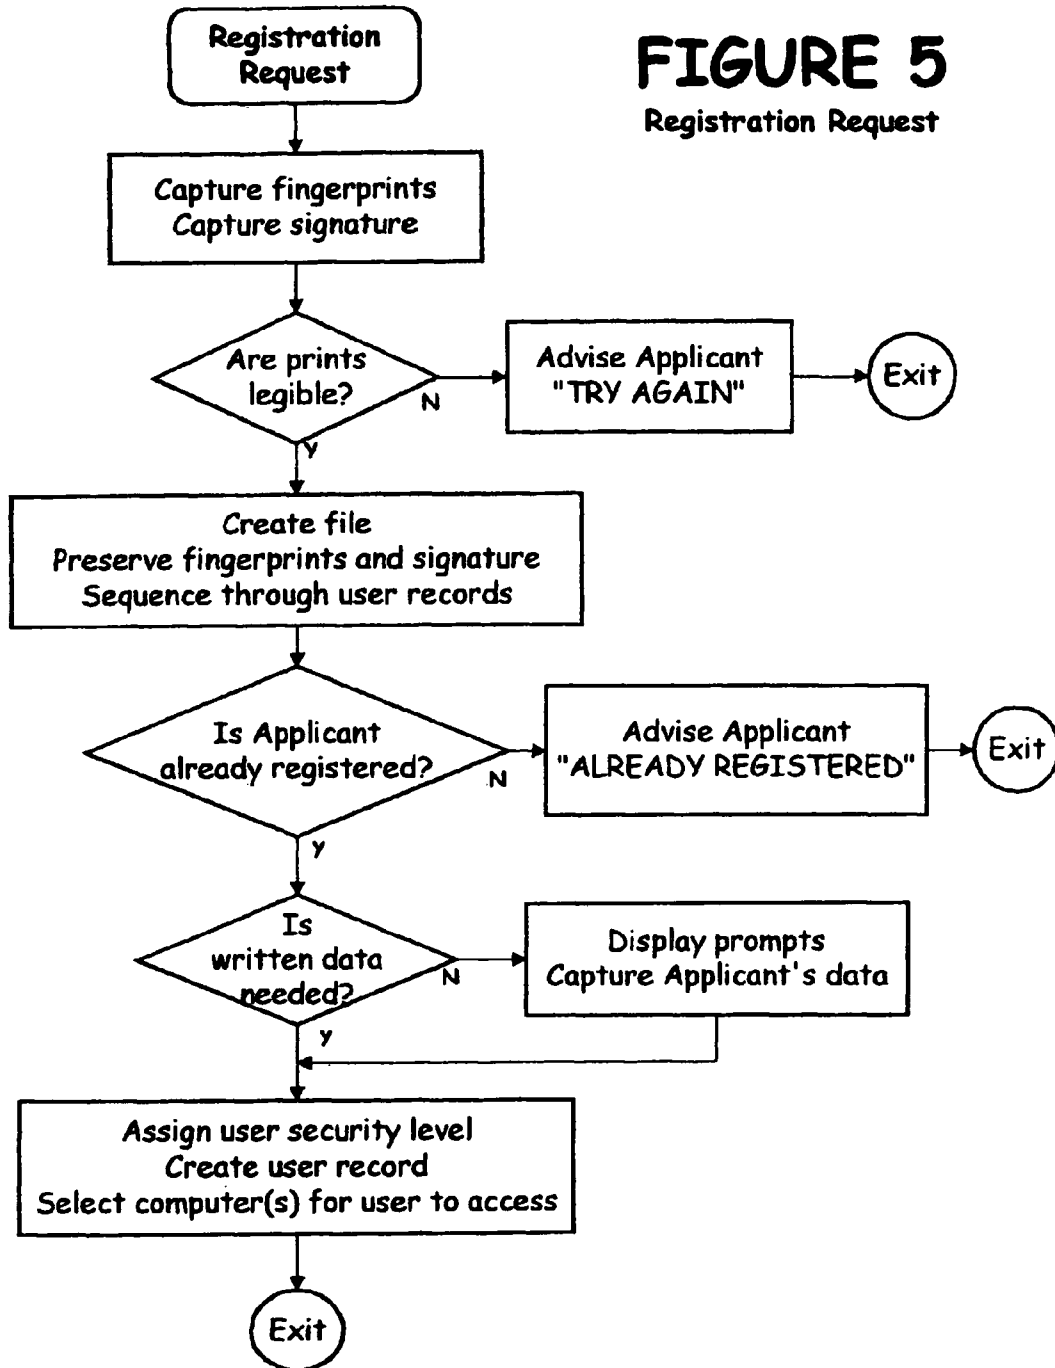 Registration
Request
FIGURE 5
Registration Request
Capture fingerprints
Capture signature
Are prints
legible?
N
Y
Advise Applicant
"TRY AGAIN"
Exit
Create file
Preserve fingerprints and signature
Sequence through user records
Is Applicant
already registered?
N
Y
Advise Applicant
"ALREADY REGISTERED"
Exit
Is
written data
needed?
N
Y
Display prompts
Capture Applicant's data
Assign user security level
Create user record
Select computer(s) for user to access
Exit